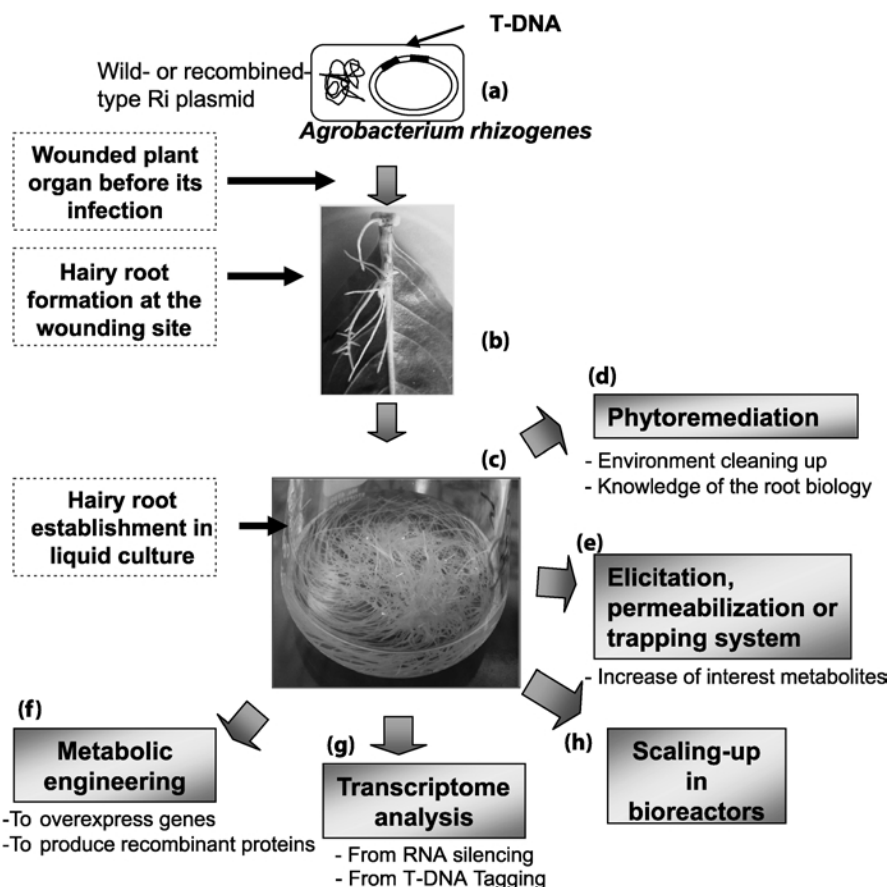 T-DNA
Wild- or recombined-
type Ri plasmid
(a)
Agrobacterium rhizogenes
Wounded plant
organ before its
infection
Hairy root
formation at the
wounding site
(b)
(c)
Hairy root
establishment in
liquid culture
(d)
Phytoremediation
- Environment cleaning up
- Knowledge of the root biology
(e)
Elicitation,
permeabilization or
trapping system
- Increase of interest metabolites
(f)
Metabolic
engineering
-To overexpress genes
-To produce recombinant proteins
(g)
Transcriptome
analysis
- From RNA silencing
- From T-DNA Tagging
(h)
Scaling-up
in
bioreactors